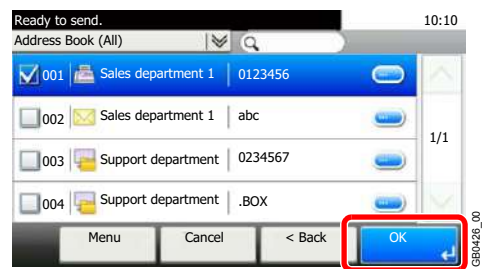 Ready to send. 10:10
Address Book (All)
001 Sales department 1 0123456
002 Sales department 1 abc
1/1
003 Support department 0234567
004 Support department .BOX
Menu Cancel < Back OK
GB0426_00